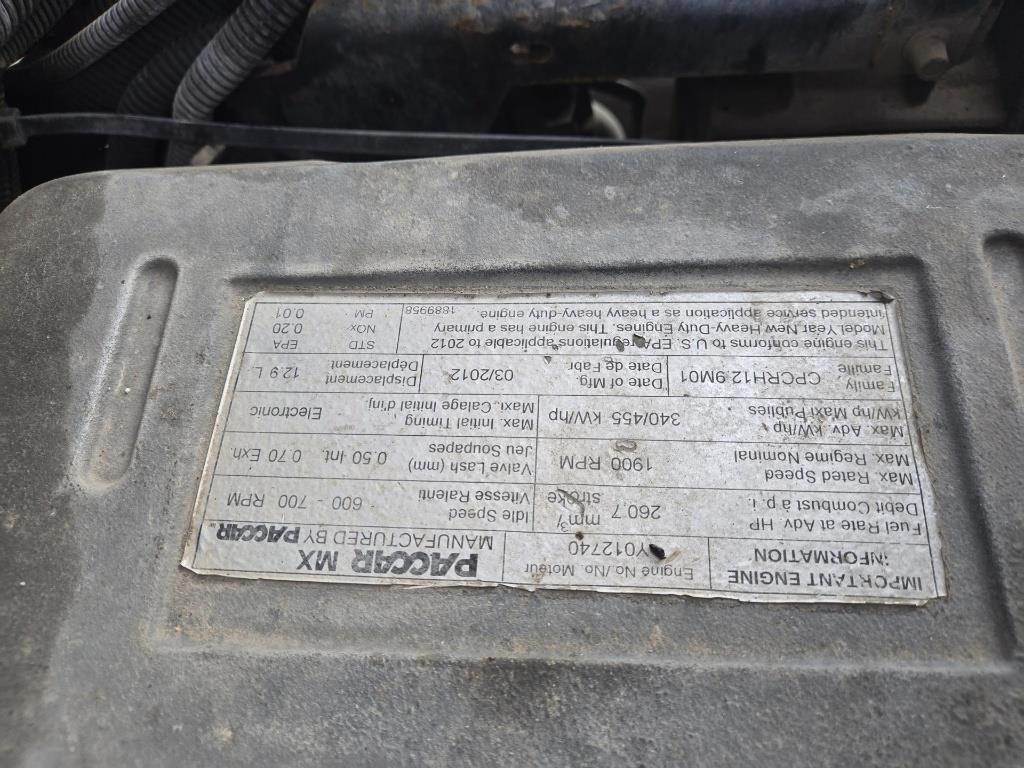 IMPORTANT ENGINE
INFORMATION
Engine No./No. Moteur
Y012740
PACCAR MX
MANUFACTURED BY PACCAR
Fuel Rate at Adv. HP
Débit Combust à p.i.
260.7 mm³/
stroke
Idle Speed
Vitesse Ralenti
600 - 700 RPM
Max. Rated Speed
Max. Regime Nominal
1900 RPM
Valve Lash (mm)
Jeu Soupapes
0.50 Int. 0.70 Exh.
Max. Adv. kW/hp
kW/hp Maxi Publies
340/455 kW/hp
Max. Initial Timing
Maxi. Calage Initial d'inj.
Electronic
Family
Famille
CPCRH12.9M01
Date of Mfg.
Date de Fabr.
03/2012
Displacement
Déplacement
12.9 L
This engine conforms to U.S. EPA regulations applicable to 2012
Model Year New Heavy-Duty Engines. This engine has a primary
intended service application as a heavy heavy-duty engine.
1889958
STD EPA
NOx 0.20
PM 0.01